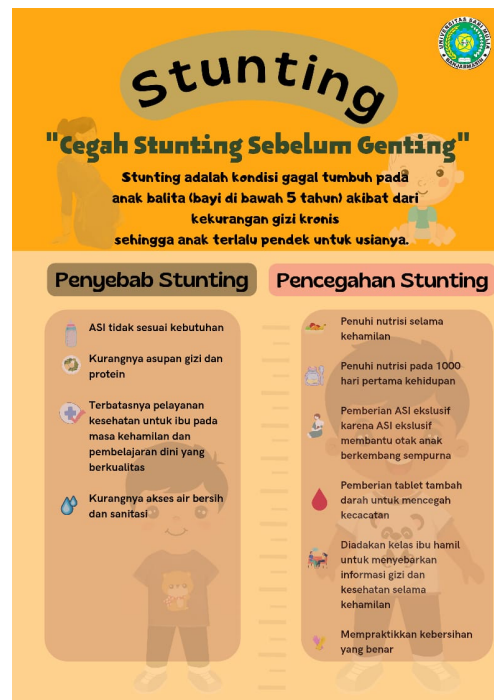 UNIVERSITAS SARI MULIA
BANJARMASIN
Stunting
"Cegah Stunting Sebelum Genting"
Stunting adalah kondisi gagal tumbuh pada
anak balita (bayi di bawah 5 tahun) akibat dari
kekurangan gizi kronis
sehingga anak terlalu pendek untuk usianya.
Penyebab Stunting
ASI tidak sesuai kebutuhan
Kurangnya asupan gizi dan
protein
Terbatasnya pelayanan
kesehatan untuk ibu pada
masa kehamilan dan
pembelajaran dini yang
berkualitas
Kurangnya akses air bersih
dan sanitasi
Pencegahan Stunting
Penuhi nutrisi selama
kehamilan
Penuhi nutrisi pada 1000
hari pertama kehidupan
Pemberian ASI ekslusif
karena ASI ekslusif
membantu otak anak
berkembang sempurna
Pemberian tablet tambah
darah untuk mencegah
kecacatan
Diadakan kelas ibu hamil
untuk menyebarkan
informasi gizi dan
kesehatan selama
kehamilan
Mempraktikkan kebersihan
yang benar